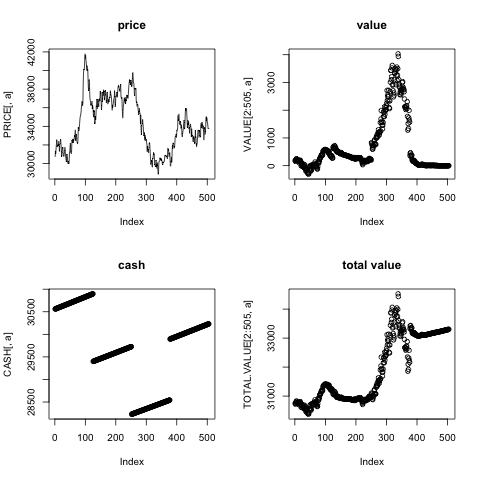 price
PRICE[, a]
30000 34000 38000 42000
0 100 200 300 400 500
Index
value
VALUE[2:505, a]
0 1000 3000
0 100 200 300 400 500
Index
cash
CASH[, a]
28500 29500 30500
0 100 200 300 400 500
Index
total value
TOTAL.VALUE[2:505, a]
31000 33000
0 100 200 300 400 500
Index